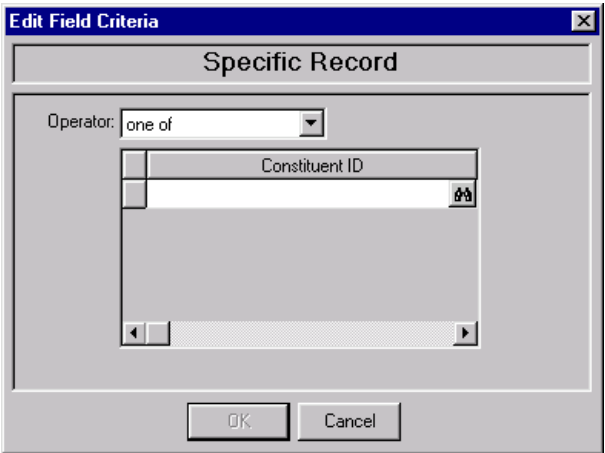 Edit Field Criteria
Specific Record
Operator: one of
Constituent ID
OK Cancel